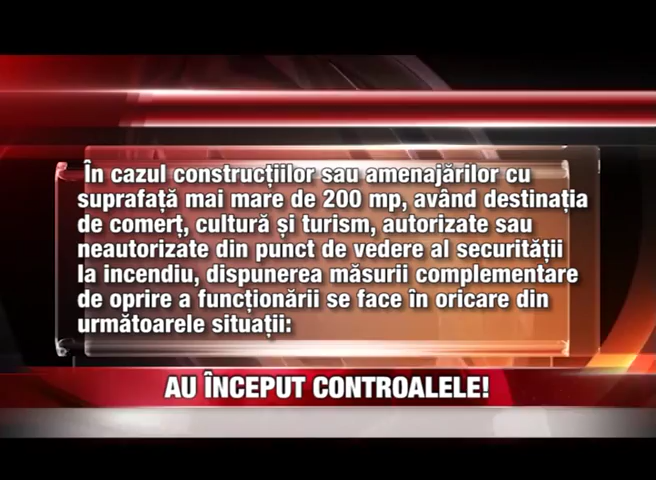 În cazul construcțiilor sau amenajărilor cu
suprafață mai mare de 200 mp, având destinația
de comerț, cultură și turism, autorizate sau
neautorizate din punct de vedere al securității
la incendiu, dispunerea măsurii complementare
de oprire a funcționării se face în oricare din
următoarele situații:
AU ÎNCEPUT CONTROALELE!